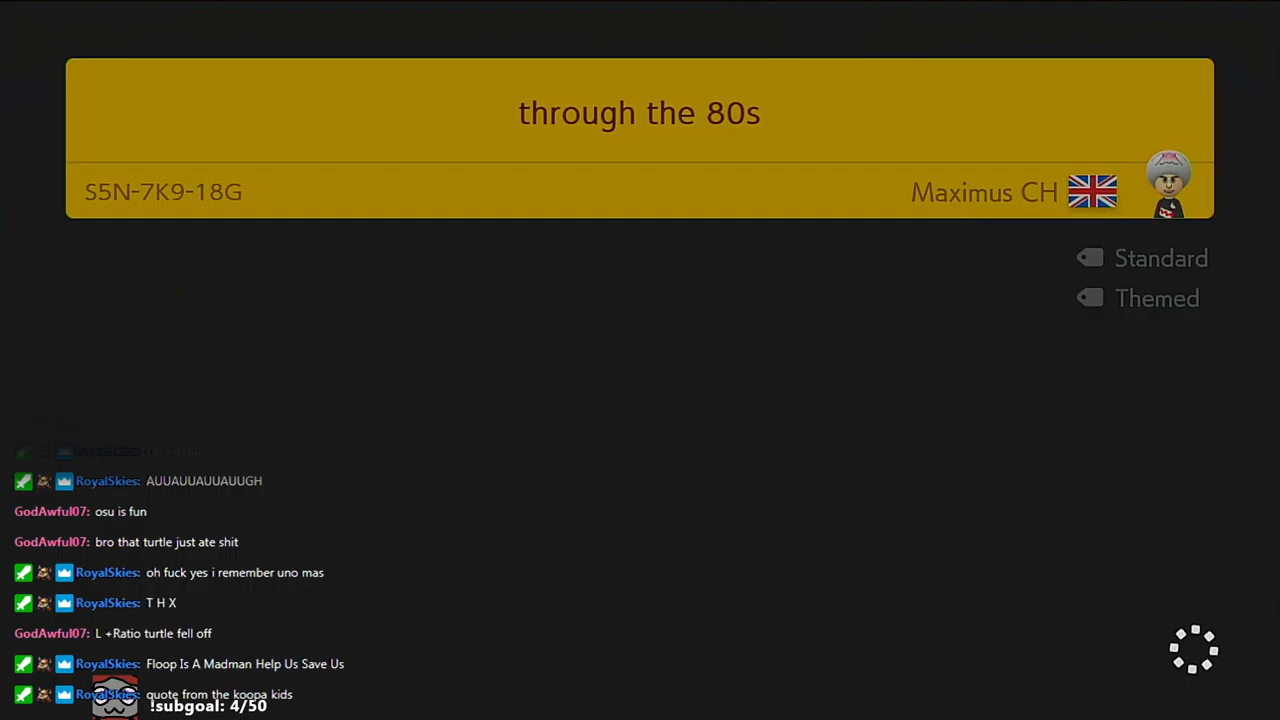 through the 80s
S5N-7K9-18G
Maximus CH
Standard
Themed
RoyalSkies:
RoyalSkies: AUUAUUAUUAUUGH
GodAwful07: osu is fun
GodAwful07: bro that turtle just ate shit
RoyalSkies: oh fuck yes i remember uno mas
RoyalSkies: T H X
GodAwful07: L +Ratio turtle fell off
RoyalSkies: Floop Is A Madman Help Us Save Us
RoyalSkies: quote from the koopa kids
!subgoal: 4/50